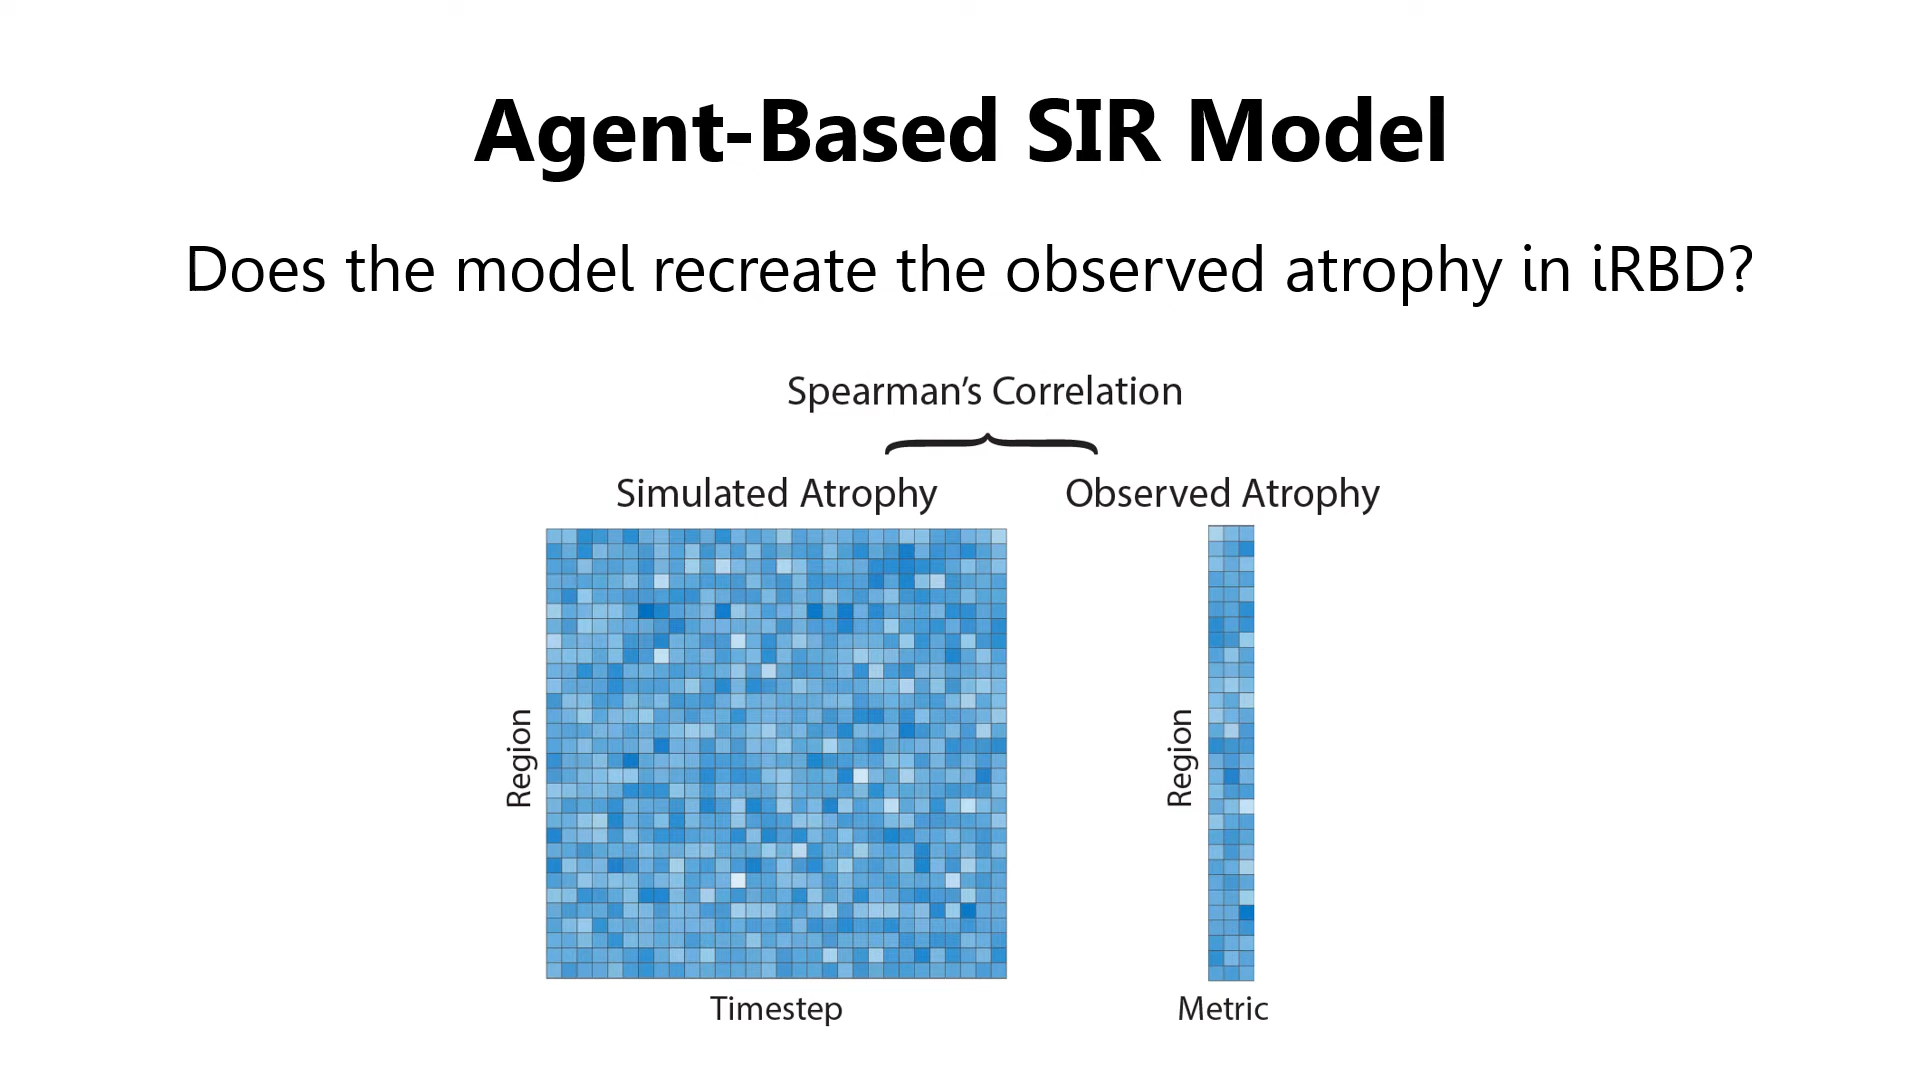 Agent-Based SIR Model
Does the model recreate the observed atrophy in iRBD?
Spearman’s Correlation
Simulated Atrophy
Observed Atrophy
Region
Region
Timestep
Metric